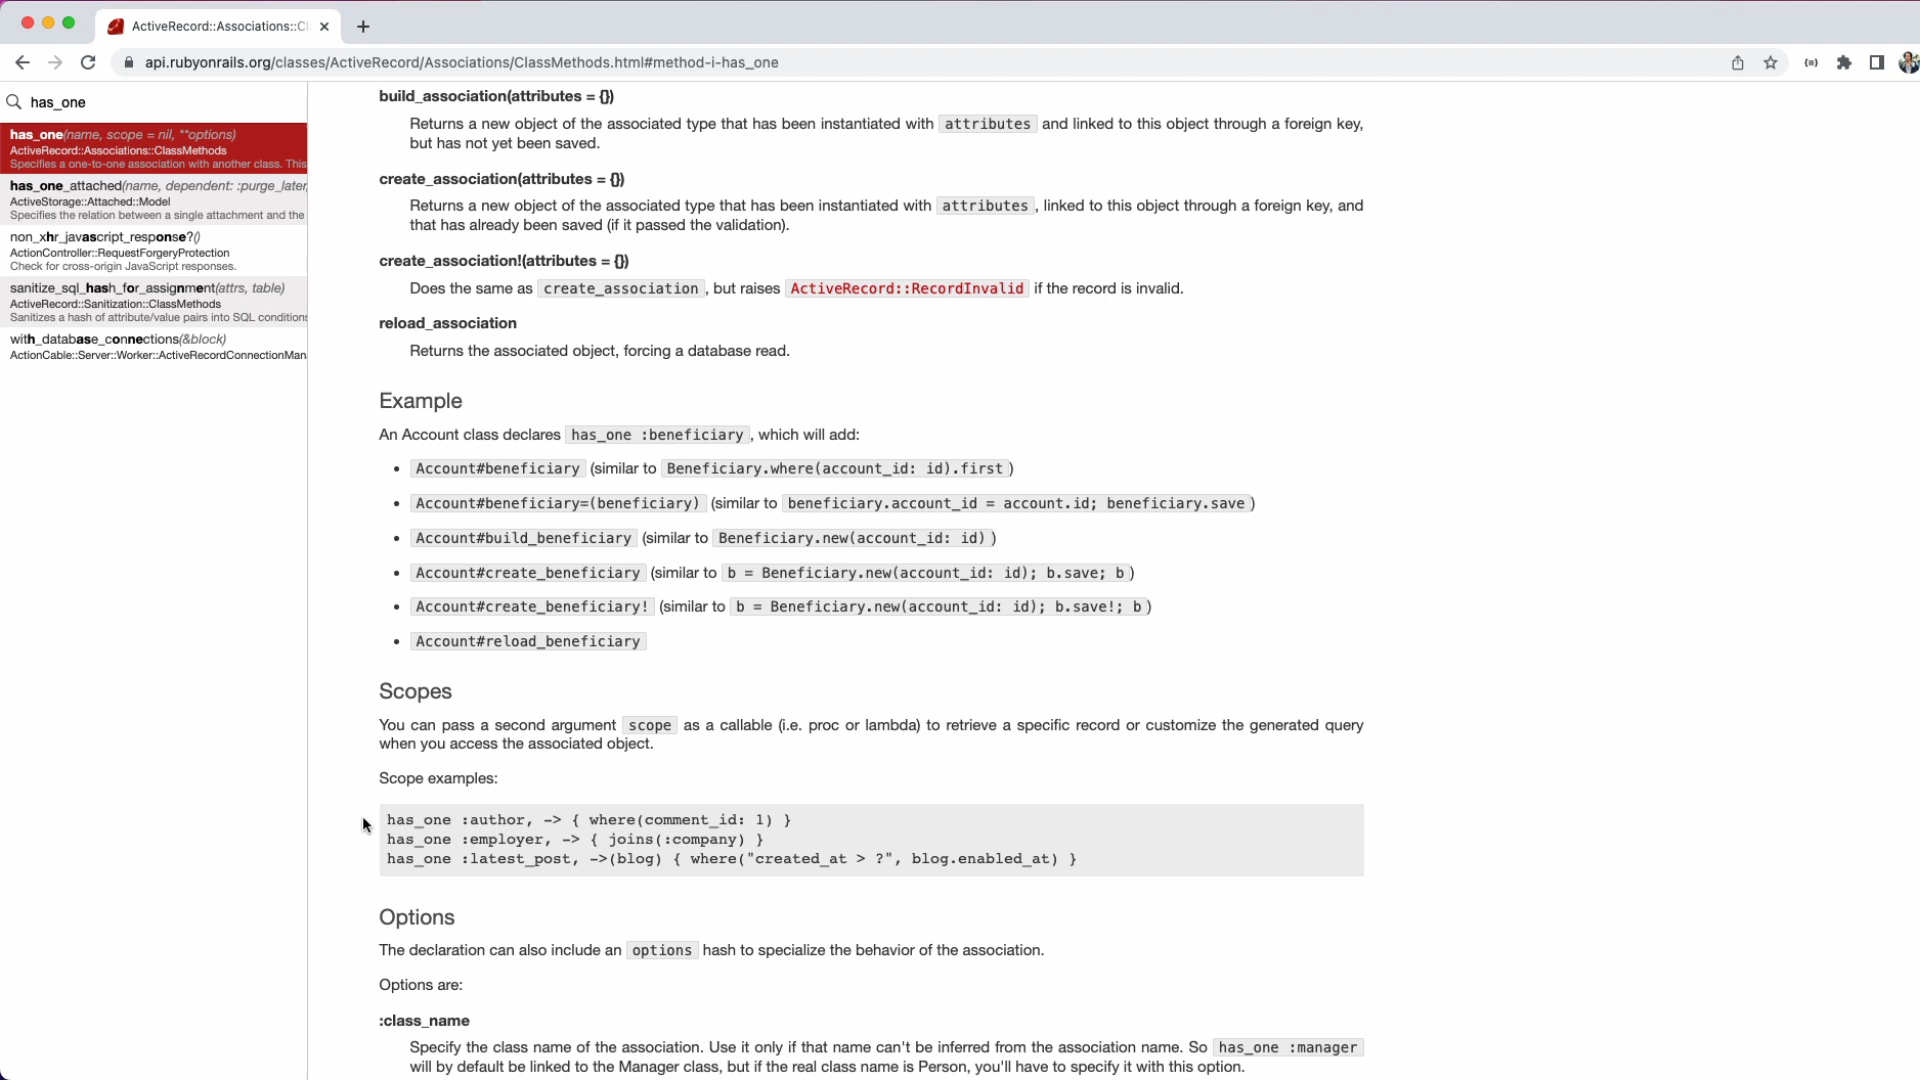 ActiveRecord::Associations::Cl
api.rubyonrails.org/classes/ActiveRecord/Associations/ClassMethods.html#method-i-has_one
has_one
has_one(name, scope = nil, **options)
ActiveRecord::Associations::ClassMethods
Specifies a one-to-one association with another class. This
has_one_attached(name, dependent: :purge_later,
ActiveStorage::Attached::Model
Specifies the relation between a single attachment and the
non_xhr_javascript_response?()
ActionController::RequestForgeryProtection
Check for cross-origin JavaScript responses.
sanitize_sql_hash_for_assignment(attrs, table)
ActiveRecord::Sanitization::ClassMethods
Sanitizes a hash of attribute/value pairs into SQL conditions
with_database_connections(&block)
ActionCable::Server::Worker::ActiveRecordConnectionMan
build_association(attributes = {})
Returns a new object of the associated type that has been instantiated with attributes and linked to this object through a foreign key,
but has not yet been saved.
create_association(attributes = {})
Returns a new object of the associated type that has been instantiated with attributes , linked to this object through a foreign key, and
that has already been saved (if it passed the validation).
create_association!(attributes = {})
Does the same as create_association , but raises ActiveRecord::RecordInvalid if the record is invalid.
reload_association
Returns the associated object, forcing a database read.
Example
An Account class declares has_one :beneficiary , which will add:
• Account#beneficiary (similar to Beneficiary.where(account_id: id).first )
• Account#beneficiary=(beneficiary) (similar to beneficiary.account_id = account.id; beneficiary.save )
• Account#build_beneficiary (similar to Beneficiary.new(account_id: id) )
• Account#create_beneficiary (similar to b = Beneficiary.new(account_id: id); b.save; b )
• Account#create_beneficiary! (similar to b = Beneficiary.new(account_id: id); b.save!; b )
• Account#reload_beneficiary
Scopes
You can pass a second argument scope as a callable (i.e. proc or lambda) to retrieve a specific record or customize the generated query
when you access the associated object.
Scope examples:
has_one :author, -> { where(comment_id: 1) }
has_one :employer, -> { joins(:company) }
has_one :latest_post, ->(blog) { where("created_at > ?", blog.enabled_at) }
Options
The declaration can also include an options hash to specialize the behavior of the association.
Options are:
:class_name
Specify the class name of the association. Use it only if that name can't be inferred from the association name. So has_one :manager
will by default be linked to the Manager class, but if the real class name is Person, you'll have to specify it with this option.